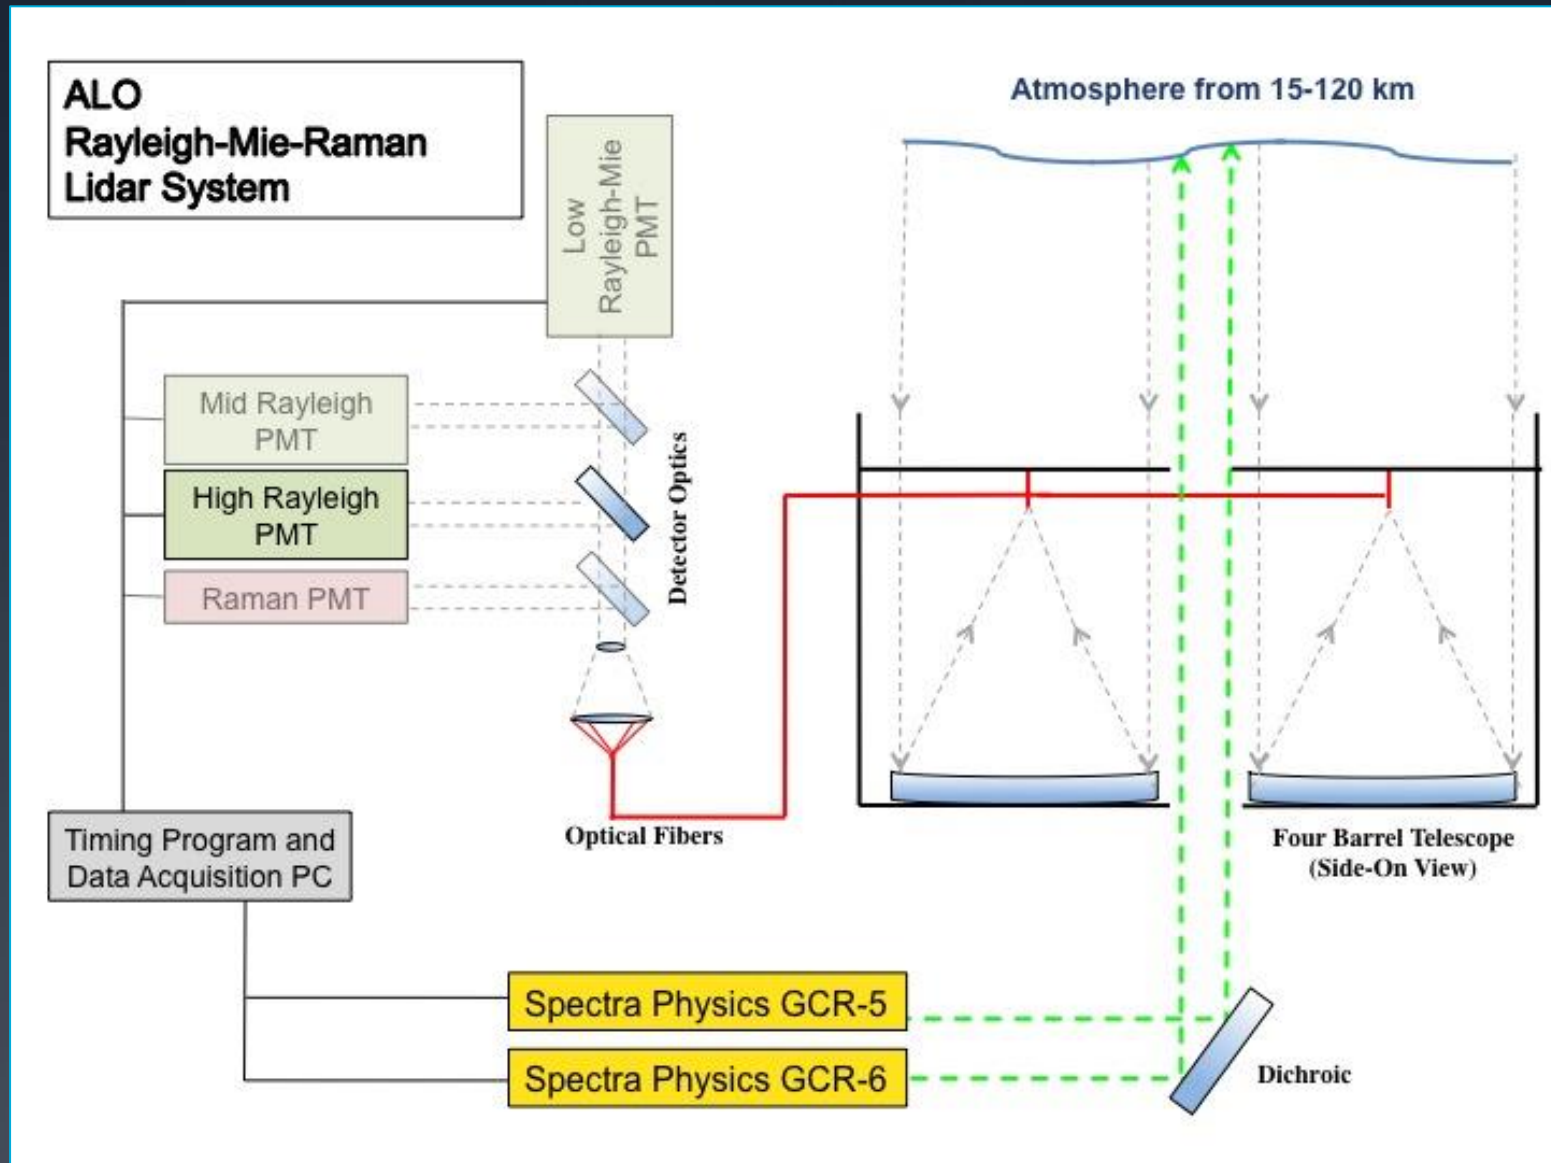 ALO
Rayleigh-Mie-Raman
Lidar System
Atmosphere from 15-120 km
Low
Rayleigh-Mie
PMT
Mid Rayleigh
PMT
High Rayleigh
PMT
Raman PMT
Detector Optics
Optical Fibers
Timing Program and
Data Acquisition PC
Four Barrel Telescope
(Side-On View)
Spectra Physics GCR-5
Spectra Physics GCR-6
Dichroic